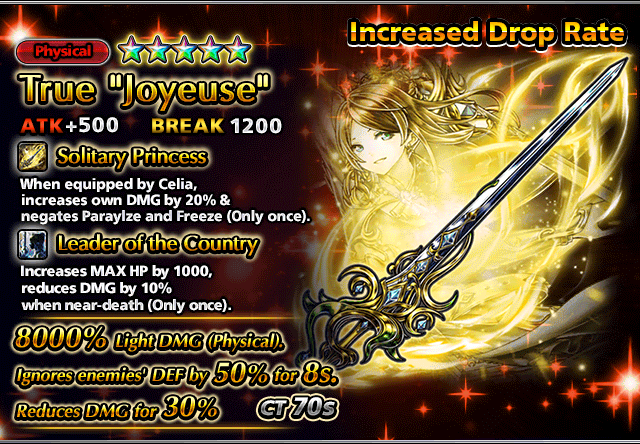 Increased Drop Rate
Physical
True "Joyeuse"
ATK+500 BREAK 1200
Solitary Princess
When equipped by Celia,
increases own DMG by 20% &
negates Paraylze and Freeze (Only once).
Leader of the Country
Increases MAX HP by 1000,
reduces DMG by 10%
when near-death (Only once).
8000% Light DMG (Physical).
Ignores enemies' DEF by 50% for 8s.
Reduces DMG for 30% CT 70s